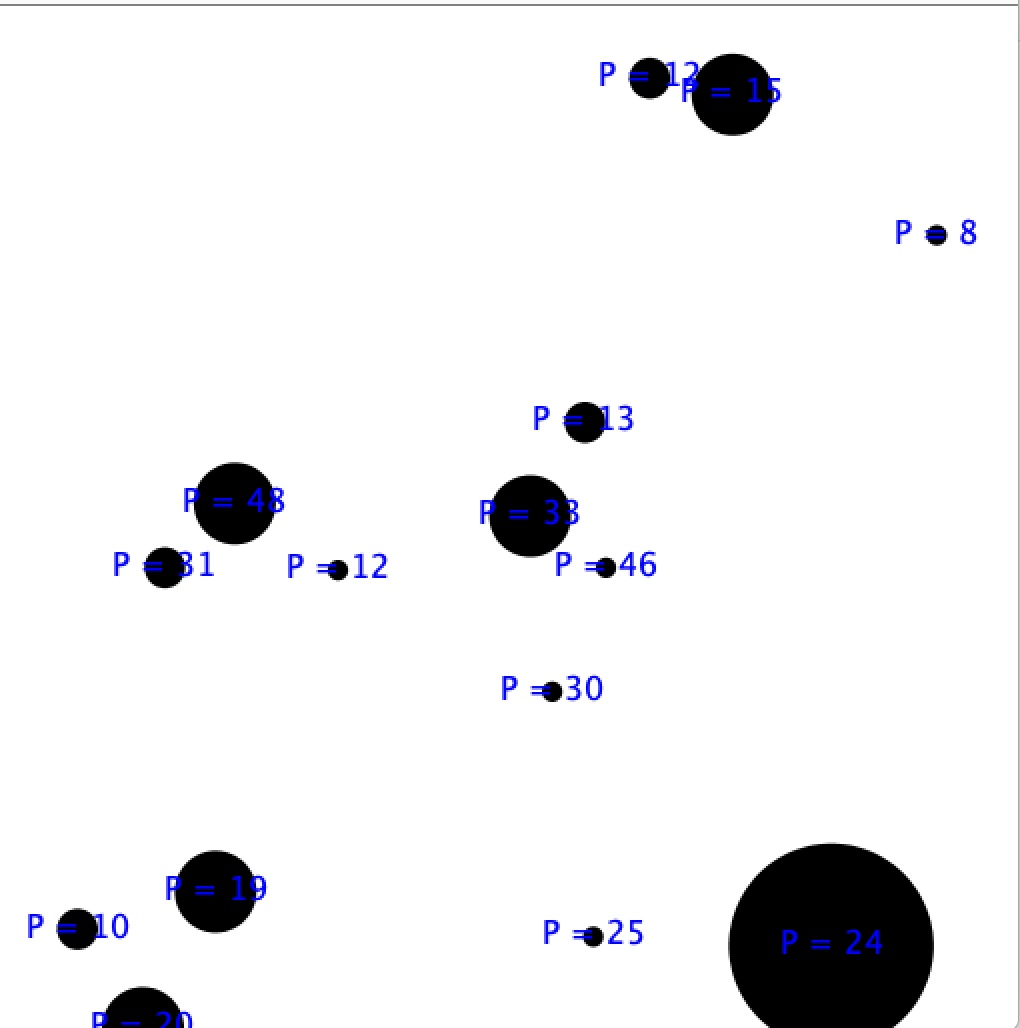 P = 12
P = 15
P = 8
P = 13
P = 48
P = 33
P = 31
P = 12
P = 46
P = 30
P = 19
P = 10
P = 25
P = 24
P = 20